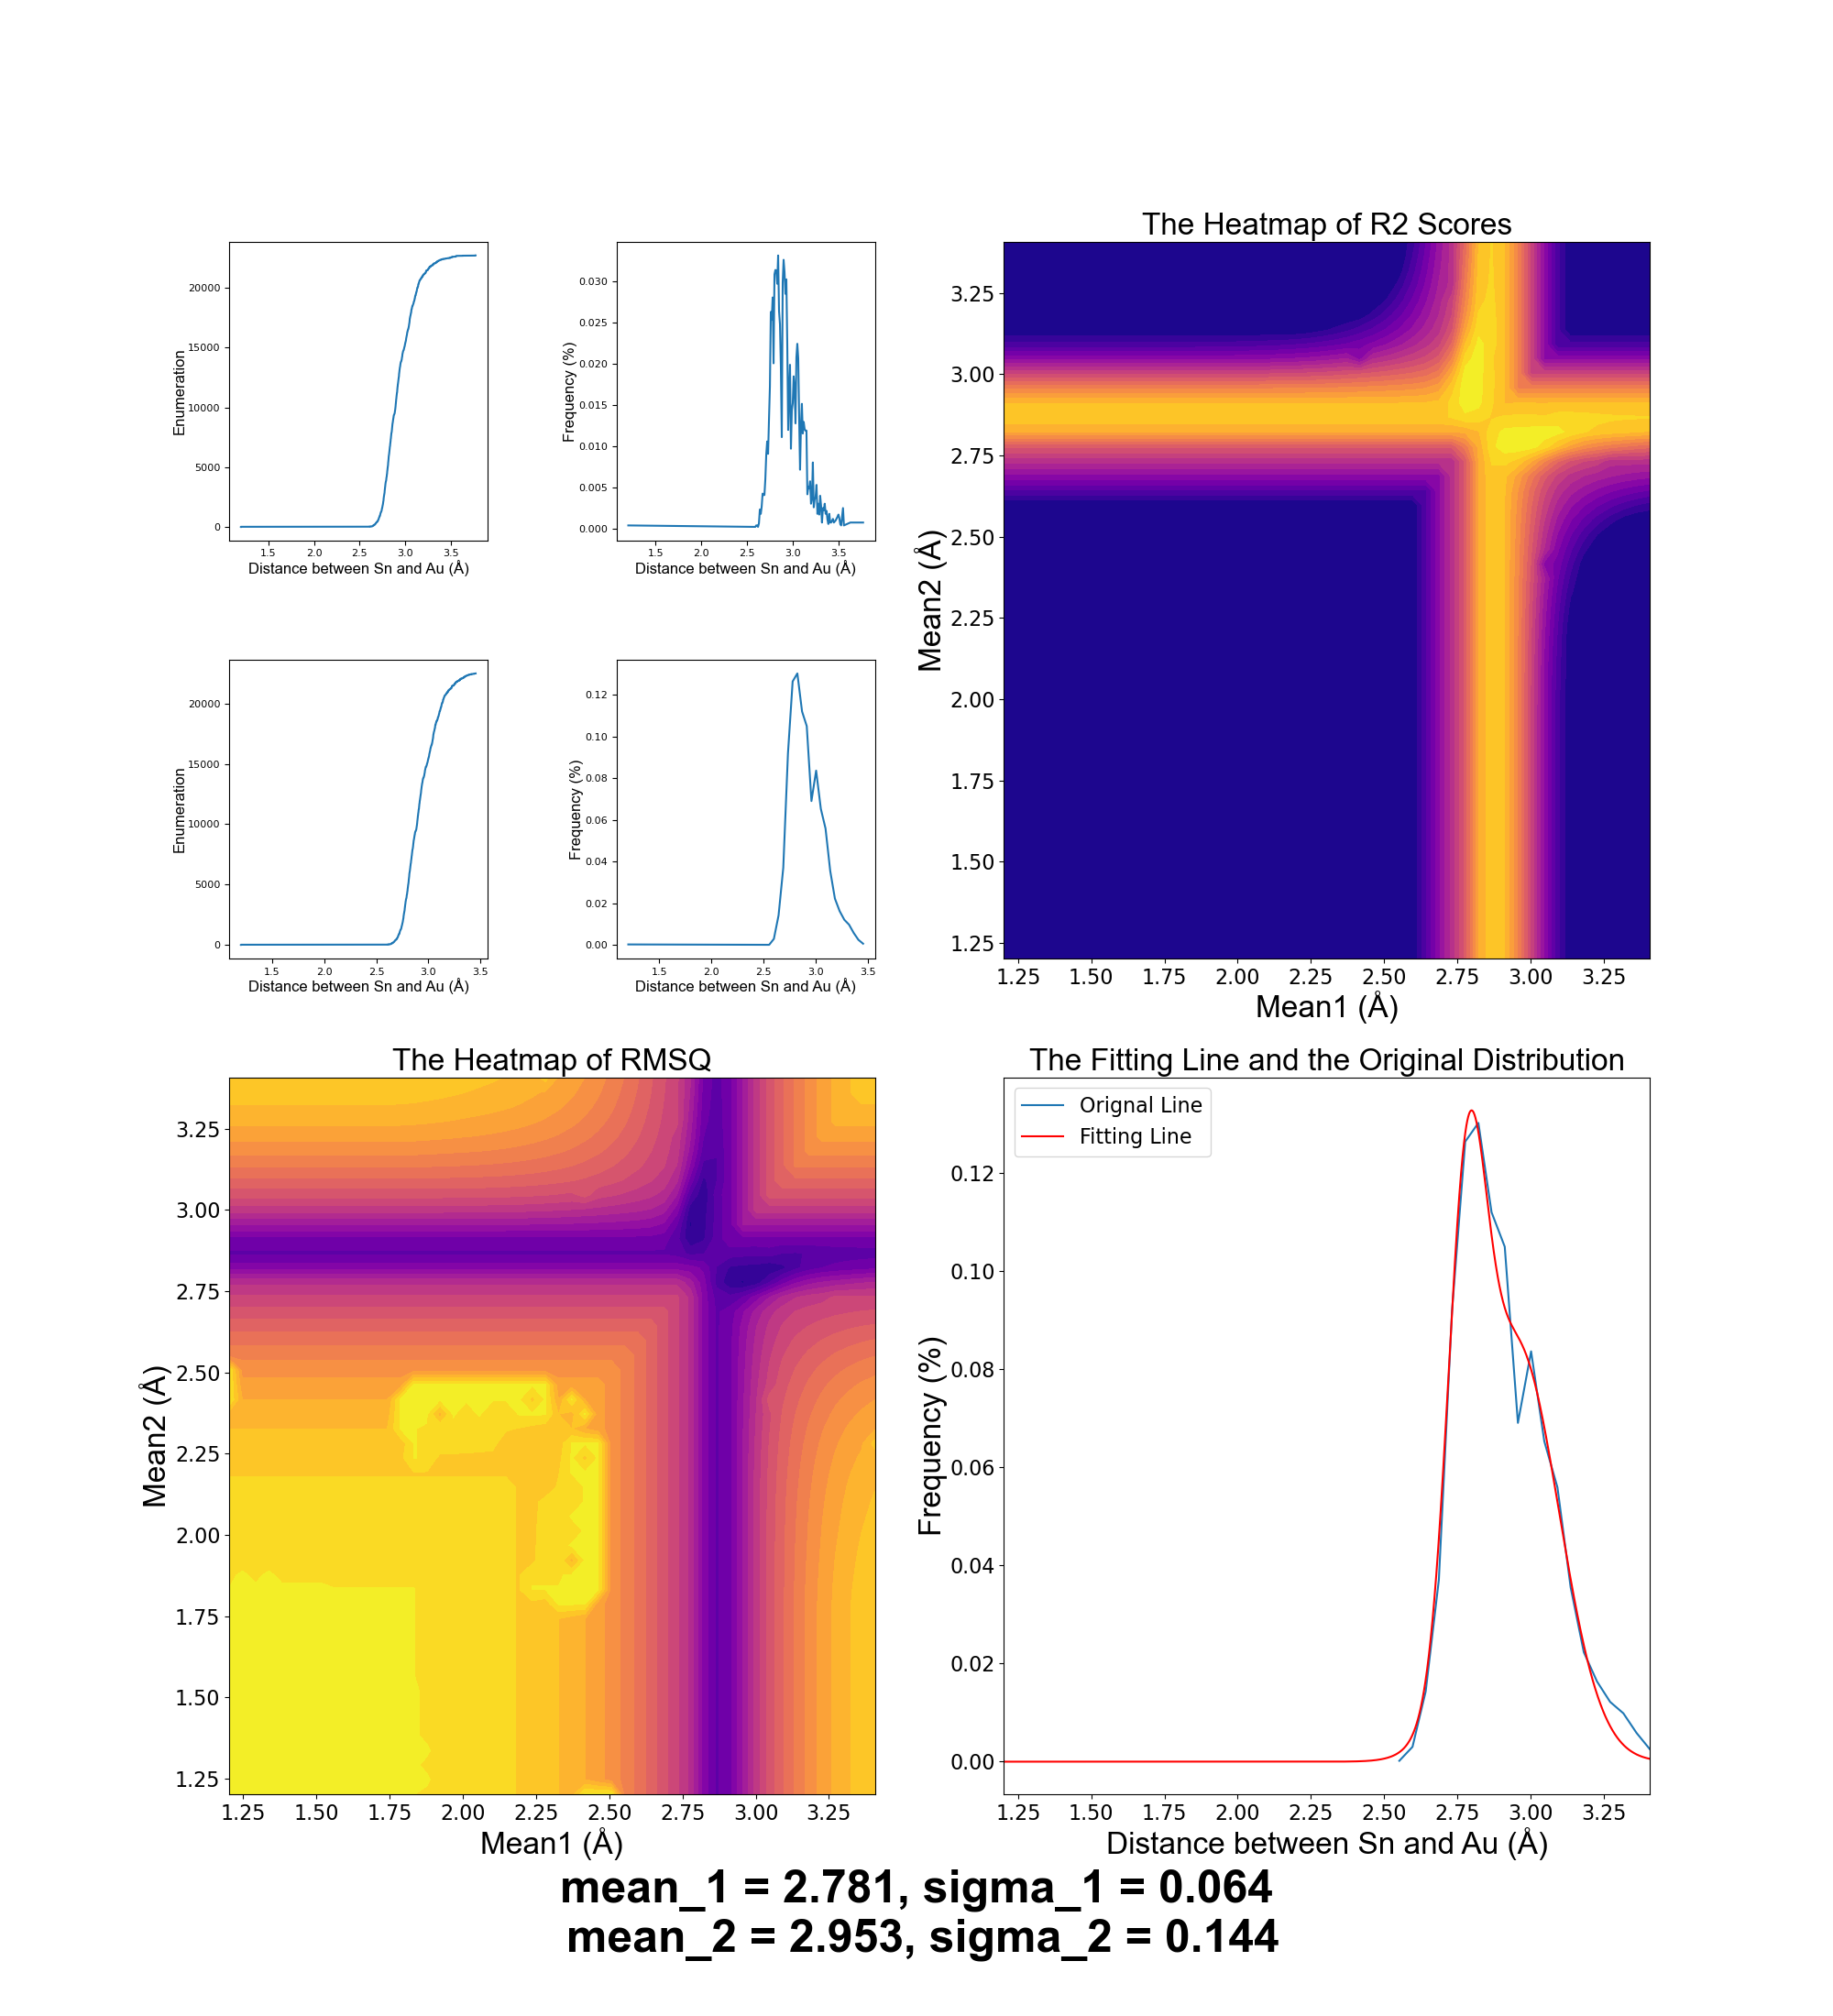 Enumeration
20000
15000
10000
5000
0
1.5 2.0 2.5 3.0 3.5
Distance between Sn and Au (Å)
Frequency (%)
0.030
0.025
0.020
0.015
0.010
0.005
0.000
1.5 2.0 2.5 3.0 3.5
Distance between Sn and Au (Å)
The Heatmap of R2 Scores
Mean2 (Å)
3.25
3.00
2.75
2.50
2.25
2.00
1.75
1.50
1.25
1.25 1.50 1.75 2.00 2.25 2.50 2.75 3.00 3.25
Mean1 (Å)
Enumeration
20000
15000
10000
5000
0
1.5 2.0 2.5 3.0 3.5
Distance between Sn and Au (Å)
Frequency (%)
0.12
0.10
0.08
0.06
0.04
0.02
0.00
1.5 2.0 2.5 3.0 3.5
Distance between Sn and Au (Å)
The Heatmap of RMSQ
Mean2 (Å)
3.25
3.00
2.75
2.50
2.25
2.00
1.75
1.50
1.25
1.25 1.50 1.75 2.00 2.25 2.50 2.75 3.00 3.25
Mean1 (Å)
The Fitting Line and the Original Distribution
Orignal Line
Fitting Line
Frequency (%)
0.12
0.10
0.08
0.06
0.04
0.02
0.00
1.25 1.50 1.75 2.00 2.25 2.50 2.75 3.00 3.25
Distance between Sn and Au (Å)
mean_1 = 2.781, sigma_1 = 0.064
mean_2 = 2.953, sigma_2 = 0.144